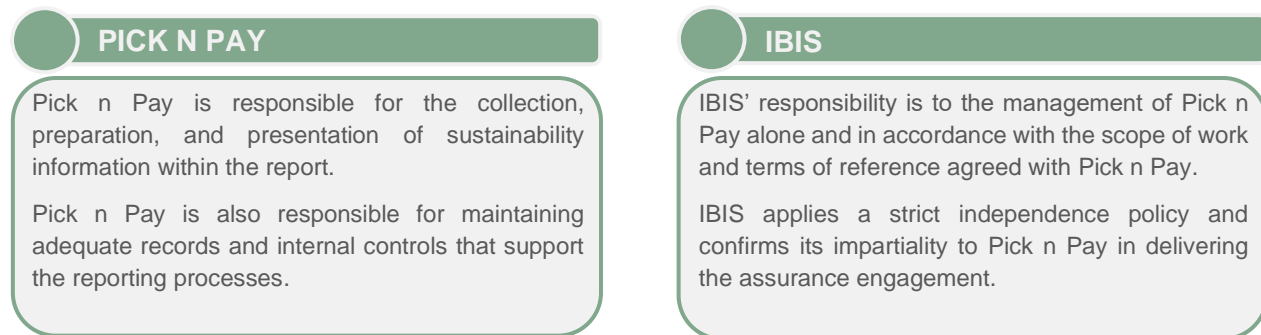 PICK N PAY
Pick n Pay is responsible for the collection,
preparation, and presentation of sustainability
information within the report.
Pick n Pay is also responsible for maintaining
adequate records and internal controls that support
the reporting processes.
IBIS
IBIS’ responsibility is to the management of Pick n
Pay alone and in accordance with the scope of work
and terms of reference agreed with Pick n Pay.
IBIS applies a strict independence policy and
confirms its impartiality to Pick n Pay in delivering
the assurance engagement.